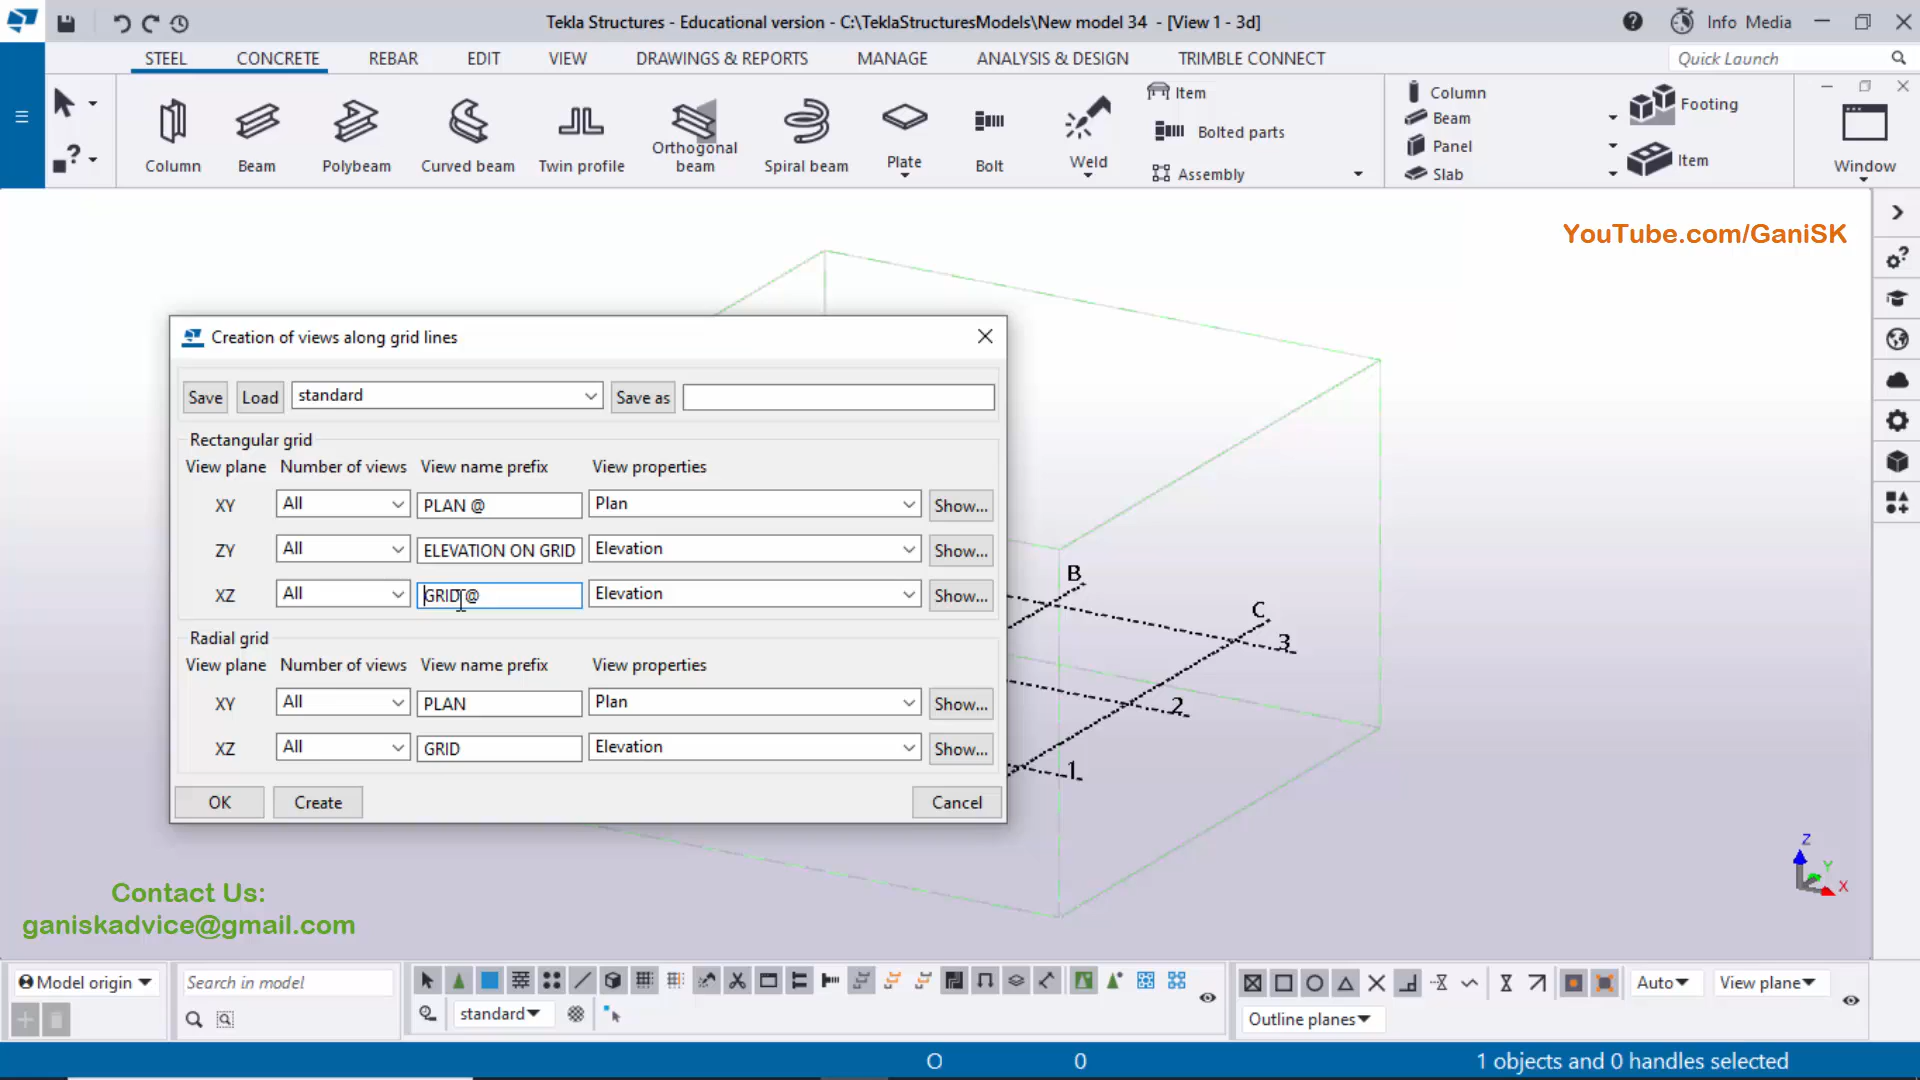 Tekla Structures - Educational version - C:\TeklaStructuresModels\New model 34 - [View 1 - 3d]
Info Media
STEEL CONCRETE REBAR EDIT VIEW DRAWINGS & REPORTS MANAGE ANALYSIS & DESIGN TRIMBLE CONNECT
Quick Launch
Column
Beam
Polybeam
Curved beam
Twin profile
Orthogonal
beam
Spiral beam
Plate
Bolt
Weld
Item
Bolted parts
Assembly
Column
Beam
Panel
Slab
Footing
Item
Window
YouTube.com/GaniSK
Creation of views along grid lines
Save Load standard Save as
Rectangular grid
View plane Number of views View name prefix View properties
XY All PLAN @ Plan Show...
ZY All ELEVATION ON GRID Elevation Show...
XZ All GRID @ Elevation Show...
Radial grid
View plane Number of views View name prefix View properties
XY All PLAN Plan Show...
XZ All GRID Elevation Show...
OK Create Cancel
B
C
3
2
1
Z
Y
X
Contact Us:
ganiskadvice@gmail.com
Model origin
Search in model
standard
Auto
View plane
Outline planes
O 0 1 objects and 0 handles selected